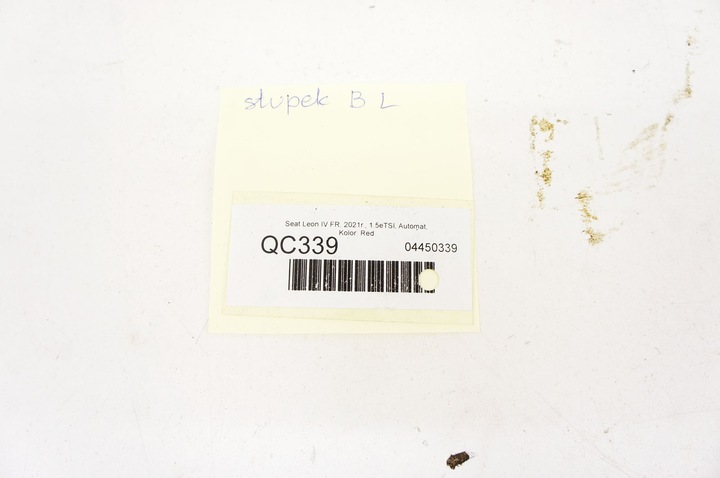 słupek B L
Seat Leon IV FR 2021r., 1.5eTSI, Automat,
Kolor Red
QC339 04450339